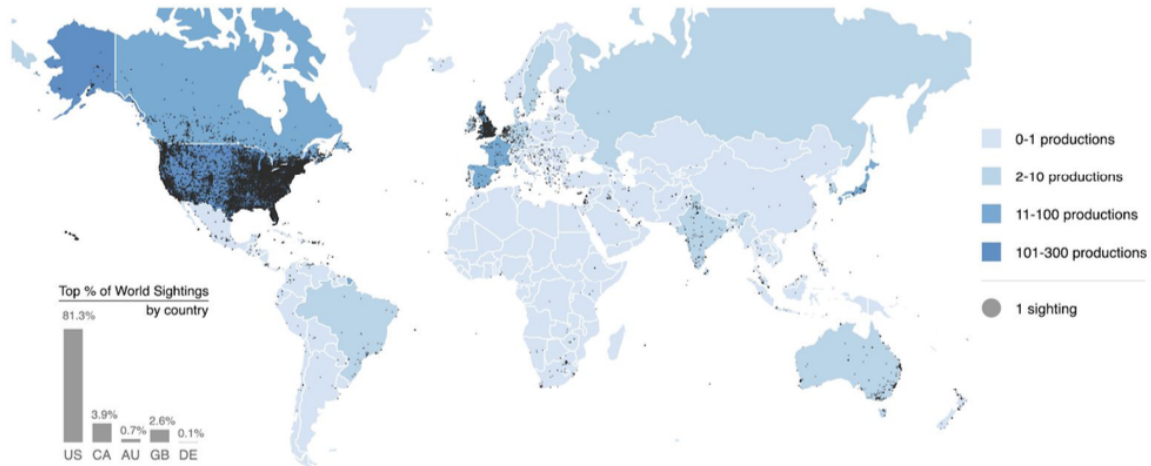 0-1 productions
2-10 productions
11-100 productions
101-300 productions
1 sighting
Top % of World Sightings
by country
81.3%
3.9%
0.7%
2.6%
0.1%
US CA AU GB DE